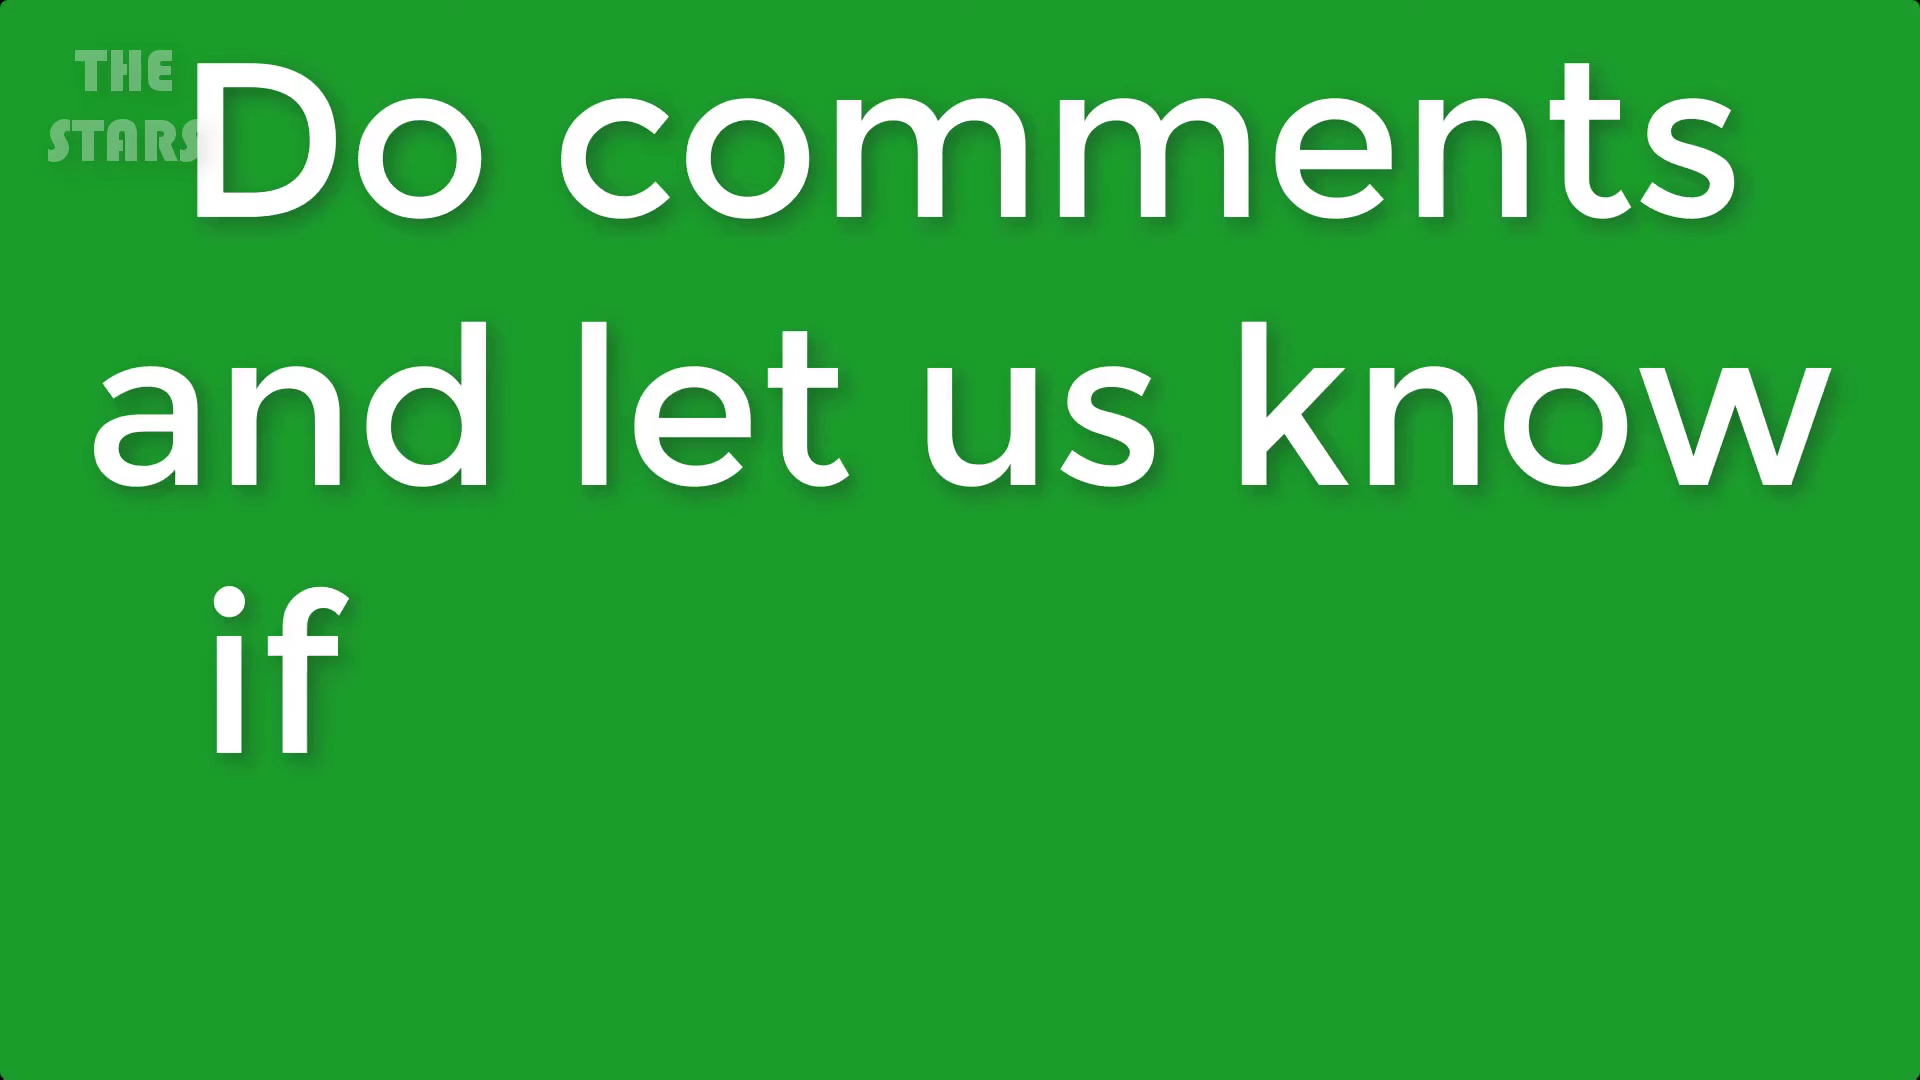 THE
STARS
Do comments
and let us know
if